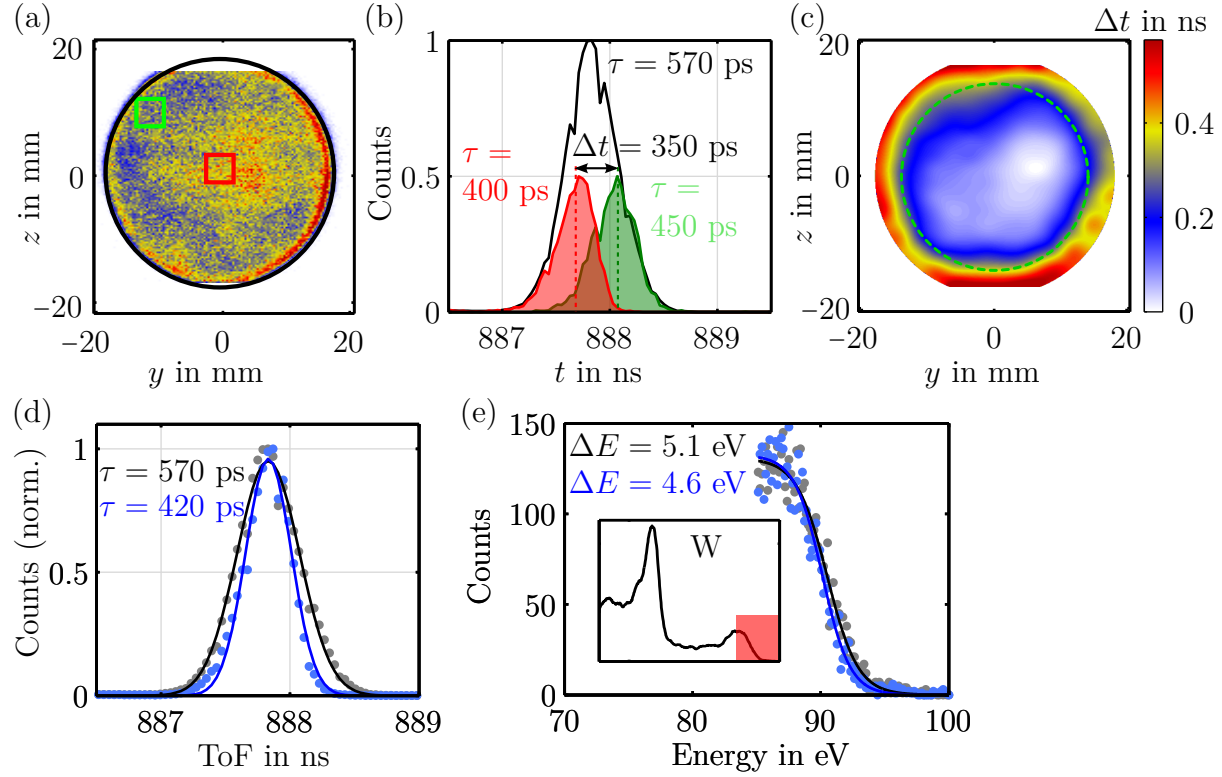 (a)
20
0
−20
z in mm
−20
0
20
y in mm
(b)
1
0.5
0
Counts
τ = 570 ps
Δt = 350 ps
τ =
400 ps
τ =
450 ps
887
888
889
t in ns
(c)
Δt in ns
20
0
−20
z in mm
−20
0
20
y in mm
0.4
0.2
0
(d)
1
0.5
0
Counts (norm.)
τ = 570 ps
τ = 420 ps
887
888
889
ToF in ns
(e)
150
100
50
0
Counts
ΔE = 5.1 eV
ΔE = 4.6 eV
W
70
80
90
100
Energy in eV